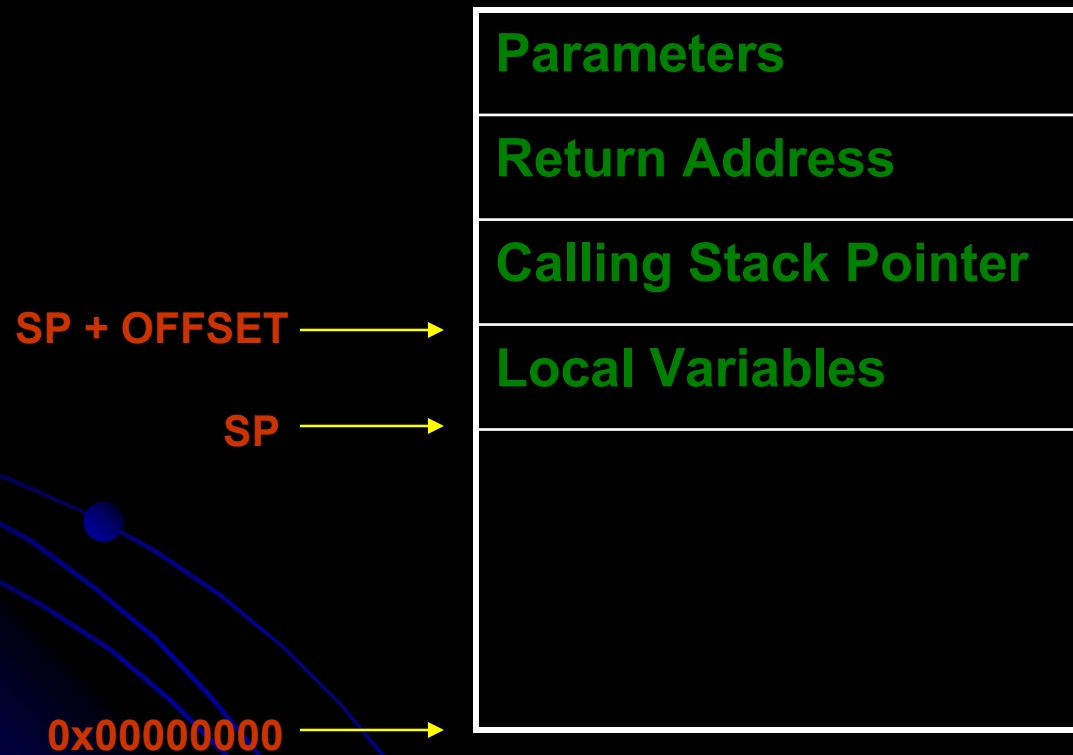 Parameters
Return Address
Calling Stack Pointer
SP + OFFSET
Local Variables
SP
0x00000000